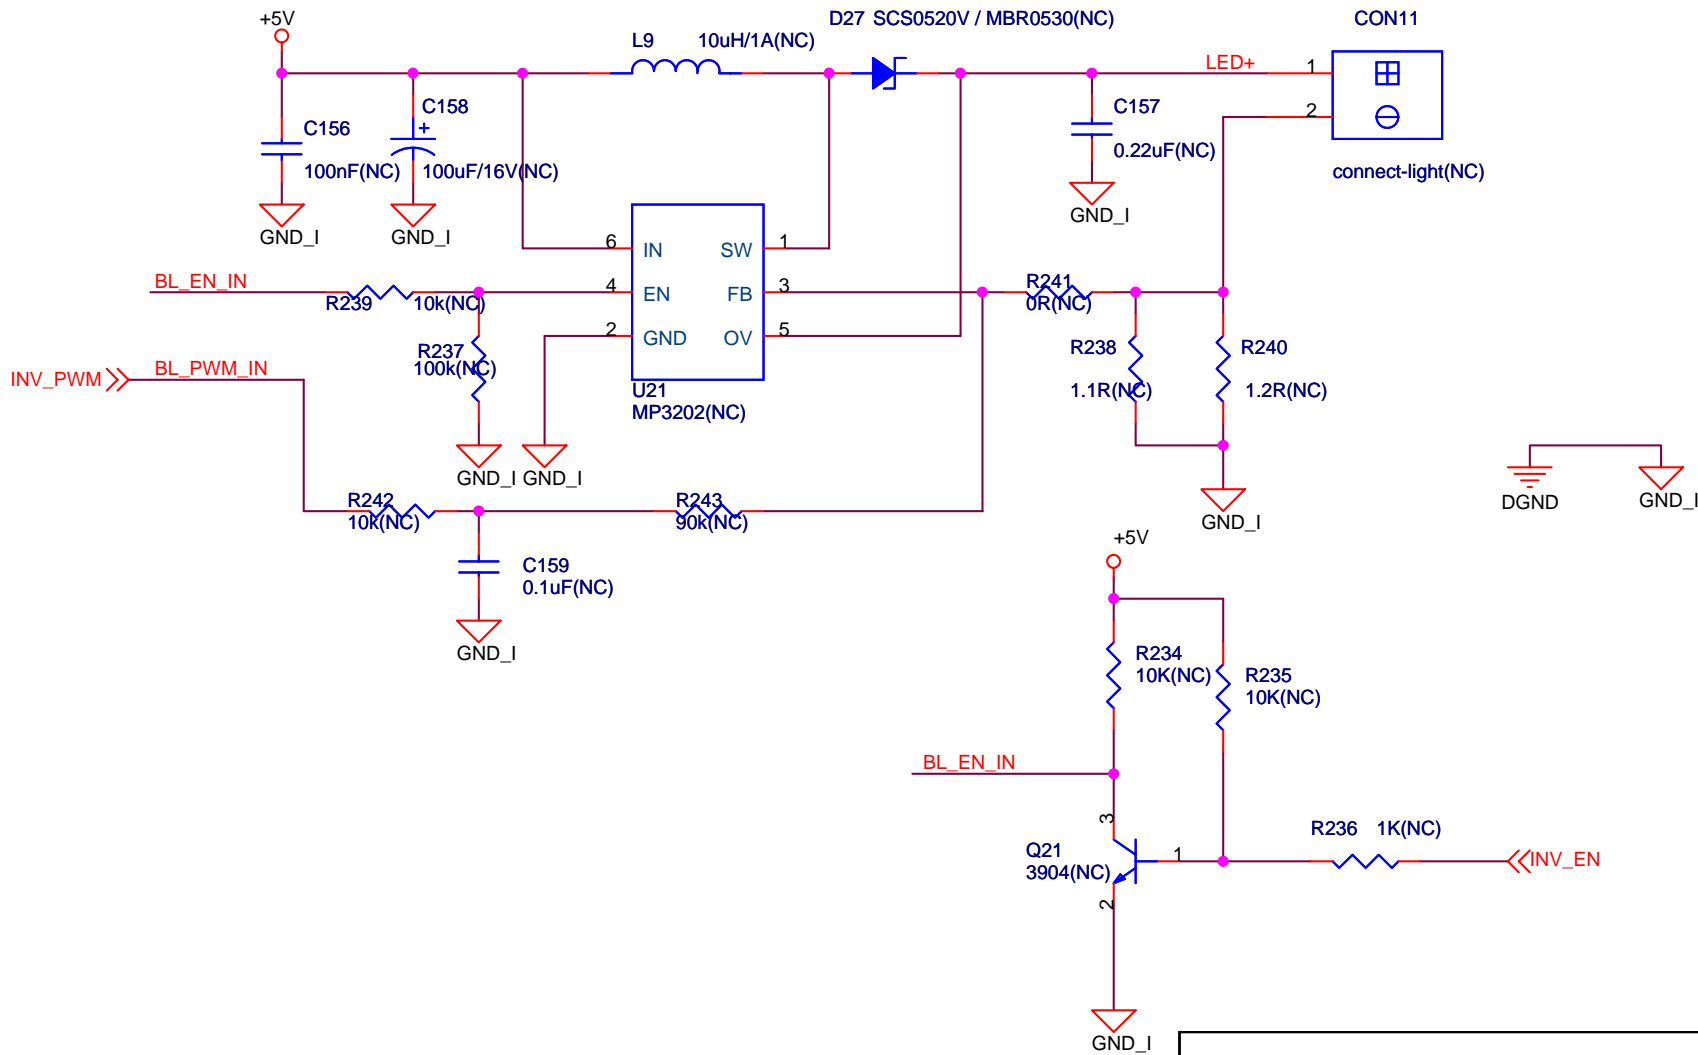 +5V
D27 SCS0520V / MBR0530(NC)
CON11
L9 10uH/1A(NC)
LED+
1
2
C156
100nF(NC)
C158
+
100uF/16V(NC)
C157
0.22uF(NC)
connect-light(NC)
GND_I
GND_I
GND_I
6 IN
SW 1
BL_EN_IN
R239 10k(NC)
4 EN
FB 3
R241
0R(NC)
2 GND
OV 5
R237
100k(NC)
R238
1.1R(NC)
R240
1.2R(NC)
INV_PWM
BL_PWM_IN
U21
MP3202(NC)
GND_I
GND_I
R242
10k(NC)
R243
90k(NC)
GND_I
DGND
GND_I
C159
0.1uF(NC)
GND_I
+5V
R234
10K(NC)
R235
10K(NC)
BL_EN_IN
3
Q21
3904(NC)
1
2
R236 1K(NC)
INV_EN
GND_I